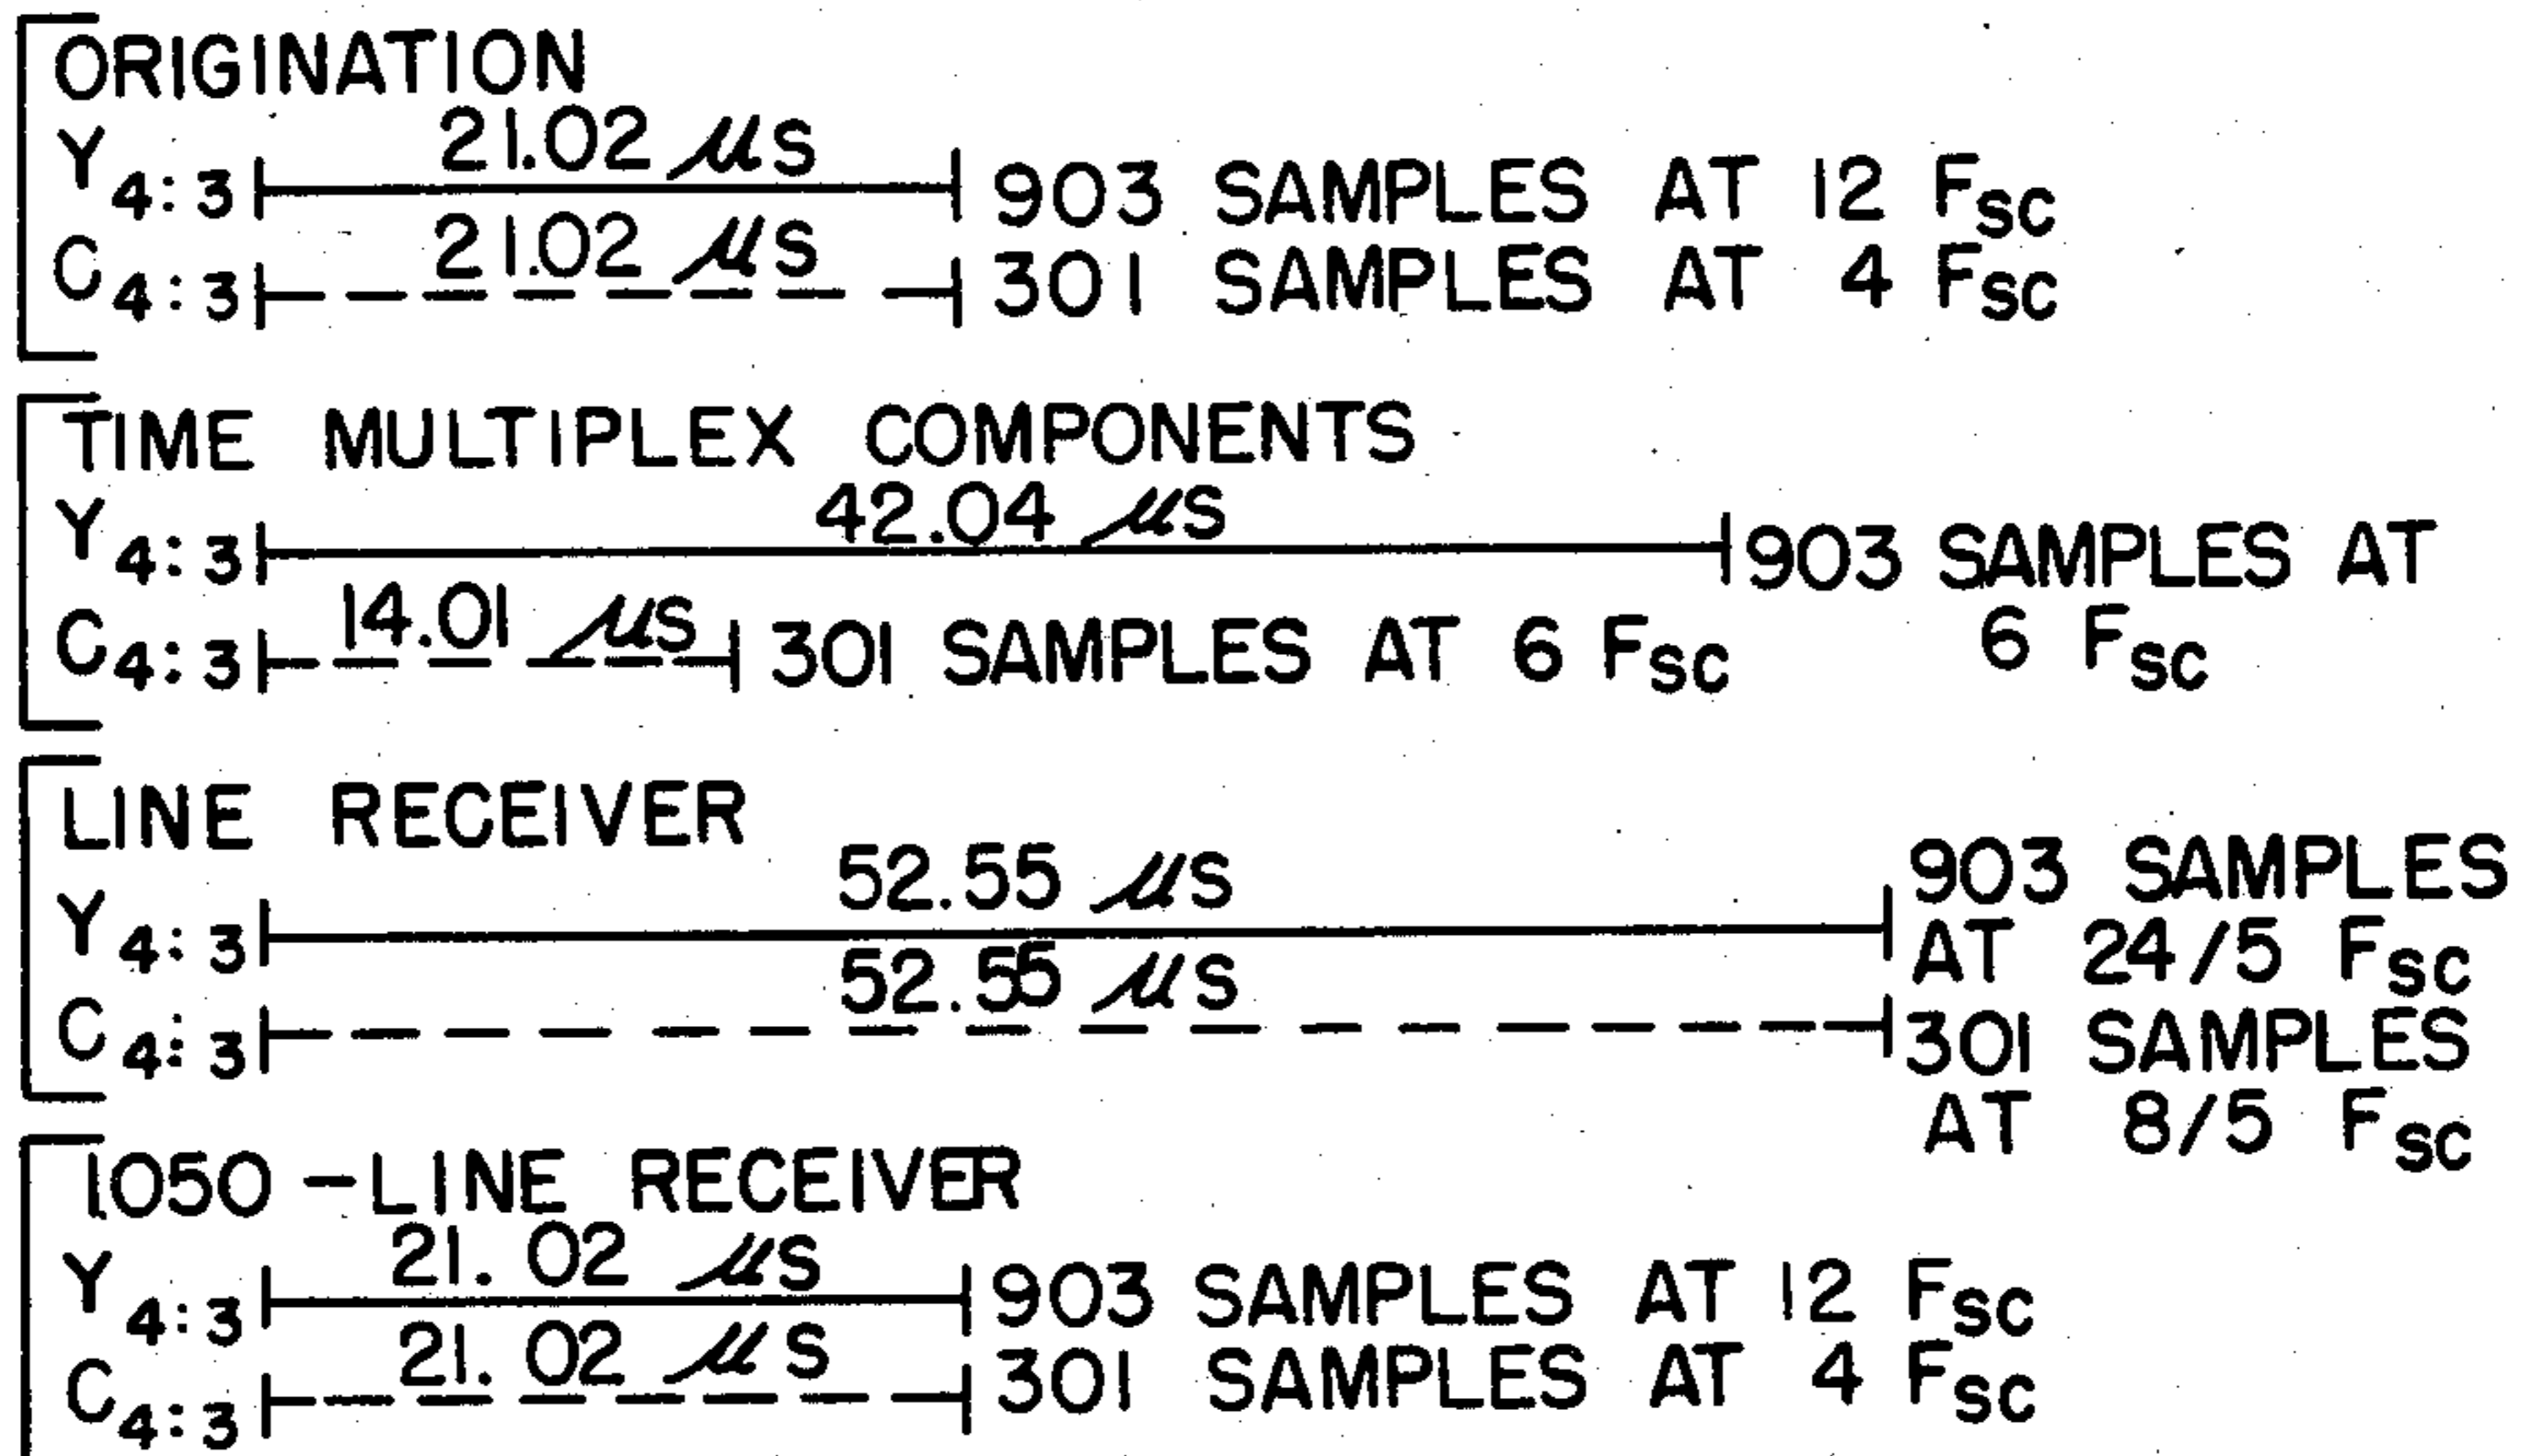 ORIGINATION
21.02 μs
Y4:3 903 SAMPLES AT 12 FSC
21.02 μs
C4:3 301 SAMPLES AT 4 FSC
TIME MULTIPLEX COMPONENTS
42.04 μs
Y4:3 903 SAMPLES AT
6 FSC
14.01 μs
C4:3 301 SAMPLES AT 6 FSC
LINE RECEIVER
52.55 μs
Y4:3 903 SAMPLES
AT 24/5 FSC
52.55 μs
C4:3 301 SAMPLES
AT 8/5 FSC
1050-LINE RECEIVER
21.02 μs
Y4:3 903 SAMPLES AT 12 FSC
21.02 μs
C4:3 301 SAMPLES AT 4 FSC